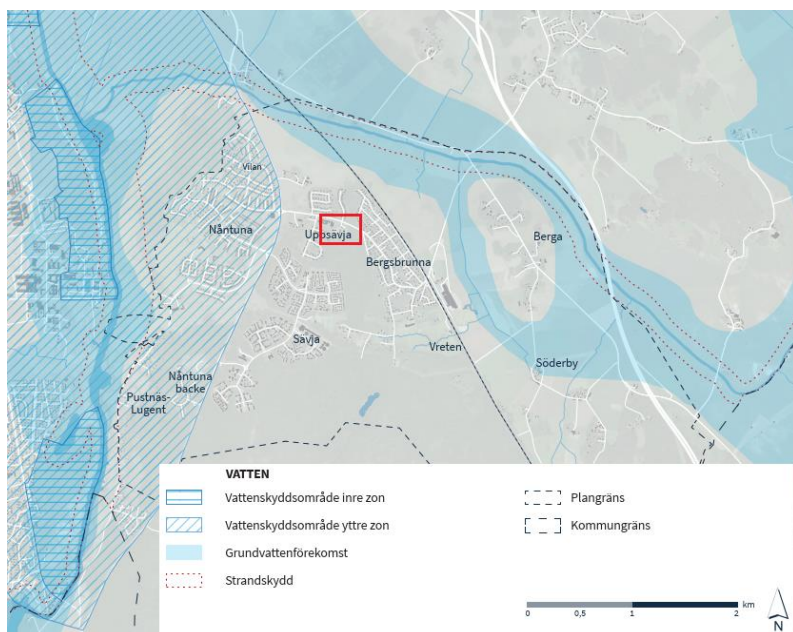 Vilan
Nåntuna
Uppsavja
Bergsbrunna
Berga
Savja
Vreten
Söderby
Nåntuna
backe
Pustnäs-
Lugent
VATTEN
Vattenskyddsområde inre zon
Vattenskyddsområde yttre zon
Grundvattenförekomst
Strandskydd
Plangräns
Kommungräns
km
0
0,5
1
2
N